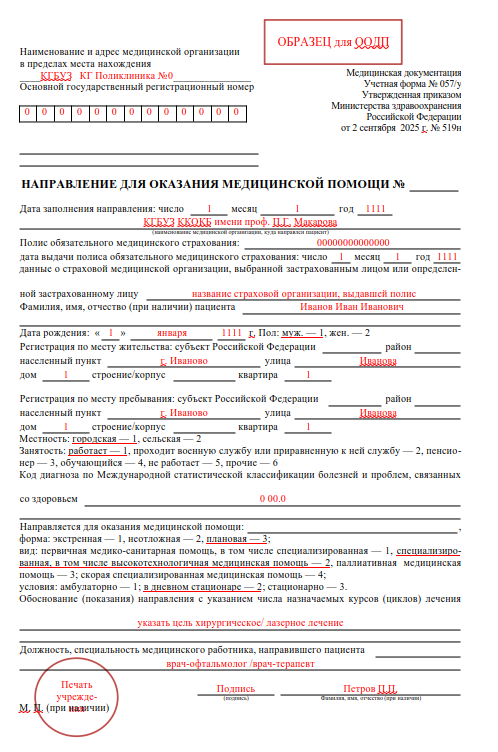 ОБРАЗЕЦ для ООДП
Наименование и адрес медицинской организации
в пределах места нахождения
КГБУЗ КГ Поликлиника №0
Основной государственный регистрационный номер
0 0 0 0 0 0 0 0 0 0 0 0 0
Медицинская документация
Учетная форма № 057/у
Утвержденная приказом
Министерства здравоохранения
Российской Федерации
от 2 сентября 2025 г. № 519н
НАПРАВЛЕНИЕ ДЛЯ ОКАЗАНИЯ МЕДИЦИНСКОЙ ПОМОЩИ №
Дата заполнения направления: число 1 месяц 1 год 1111
КГБУЗ ККОКБ имени проф. П.Г. Макарова
(наименование медицинской организации, куда направлен пациент)
Полис обязательного медицинского страхования: 00000000000000
дата выдачи полиса обязательного медицинского страхования: число 1 месяц 1 год 1111
данные о страховой медицинской организации, выбранной застрахованным лицом или определен-
ной застрахованному лицу название страховой организации, выдавшей полис
Фамилия, имя, отчество (при наличии) пациента Иванов Иван Иванович
Дата рождения: « 1 » января 1111 г. Пол: муж. — 1, жен. — 2
Регистрация по месту жительства: субъект Российской Федерации район
населенный пункт г. Иваново улица Иванова
дом 1 строение/корпус квартира 1
Регистрация по месту пребывания: субъект Российской Федерации район
населенный пункт г. Иваново улица Иванова
дом 1 строение/корпус квартира 1
Местность: городская — 1, сельская — 2
Занятость: работает — 1, проходит военную службу или приравненную к ней службу — 2, пенсио-
нер — 3, обучающийся — 4, не работает — 5, прочие — 6
Код диагноза по Международной статистической классификации болезней и проблем, связанных
со здоровьем 0 00.0
Направляется для оказания медицинской помощи: ,
форма: экстренная — 1, неотложная — 2, плановая — 3;
вид: первичная медико-санитарная помощь, в том числе специализированная — 1, специализиро-
ванная, в том числе высокотехнологичная медицинская помощь — 2, паллиативная медицинская
помощь — 3; скорая специализированная медицинская помощь — 4;
условия: амбулаторно — 1; в дневном стационаре — 2; стационарно — 3.
Обоснование (показания) направления с указанием числа назначаемых курсов (циклов) лечения
указать цель хирургическое/ лазерное лечение
Должность, специальность медицинского работника, направившего пациента
врач-офтальмолог /врач-терапевт
Печать
учрежде-
ния
М. П. (при наличии)
Подпись Петров П.П.
(подпись) Фамилия, имя, отчество (при наличии)